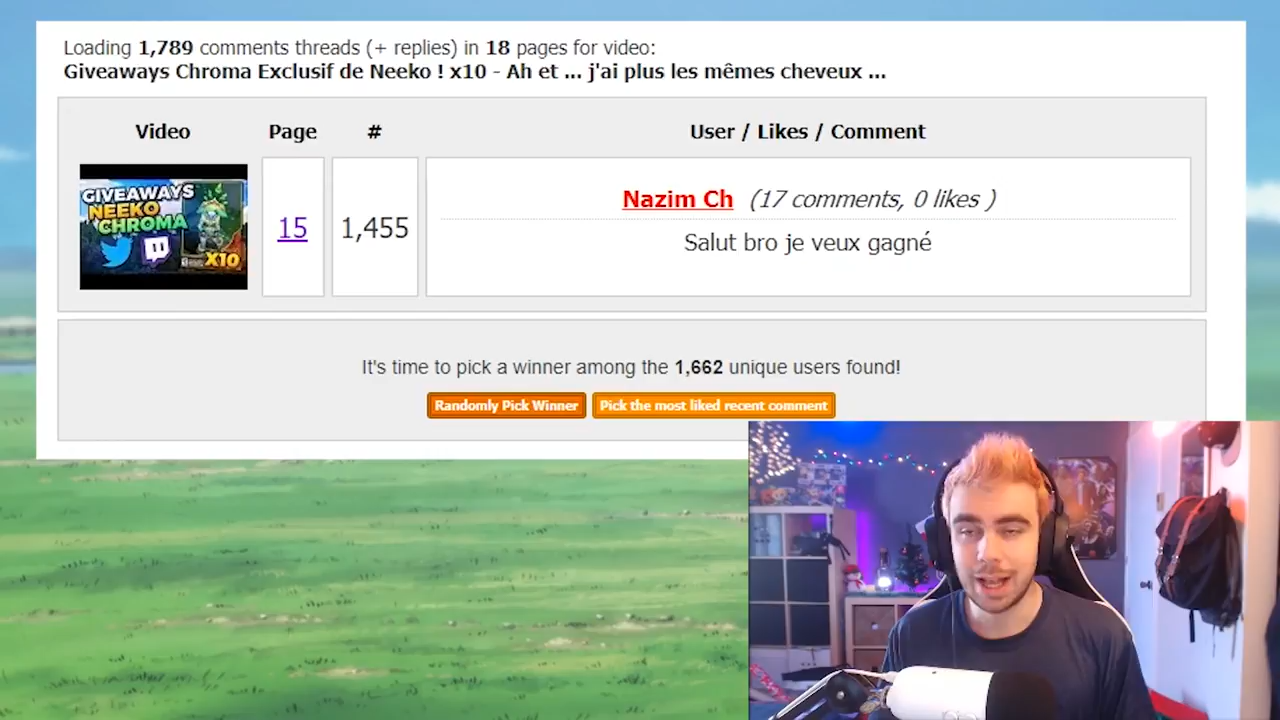 Loading 1,789 comments threads (+ replies) in 18 pages for video:
Giveaways Chroma Exclusif de Neeko ! x10 - Ah et ... j'ai plus les mêmes cheveux ...
Video Page # User / Likes / Comment
GIVEAWAYS
NEEKO
CHROMA
X10
15
1,455
Nazim Ch (17 comments, 0 likes )
Salut bro je veux gagné
It's time to pick a winner among the 1,662 unique users found!
Randomly Pick Winner Pick the most liked recent comment